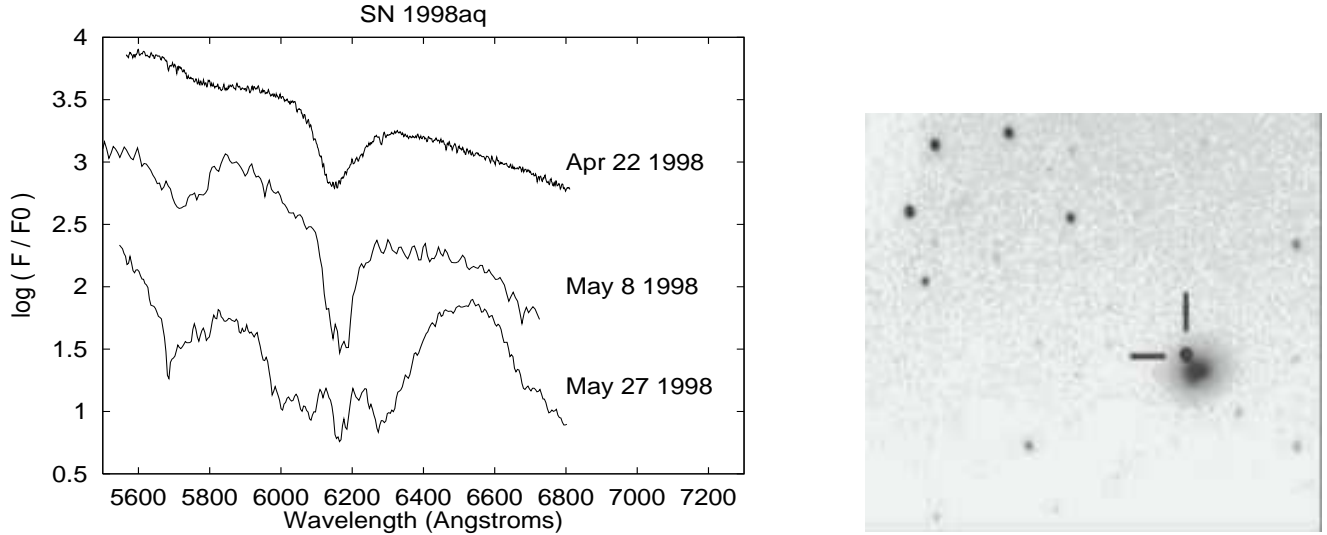 SN 1998aq
4
3.5
3
2.5
2
1.5
1
0.5
log ( F / F0 )
Apr 22 1998
May 8 1998
May 27 1998
5600 5800 6000 6200 6400 6600 6800 7000 7200
Wavelength (Angstroms)